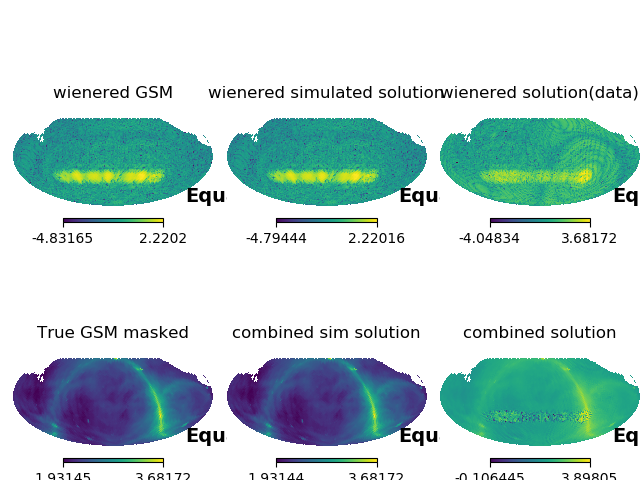 wienered GSM
wienered simulated solution
wienered solution(data)
Equ
Equ
Eq
-4.83165 2.2202
-4.79444 2.22016
-4.04834 3.68172
True GSM masked
combined sim solution
combined solution
Equ
Equ
Eq
1.93145 3.68172
1.93144 3.68172
-0.106445 3.89805